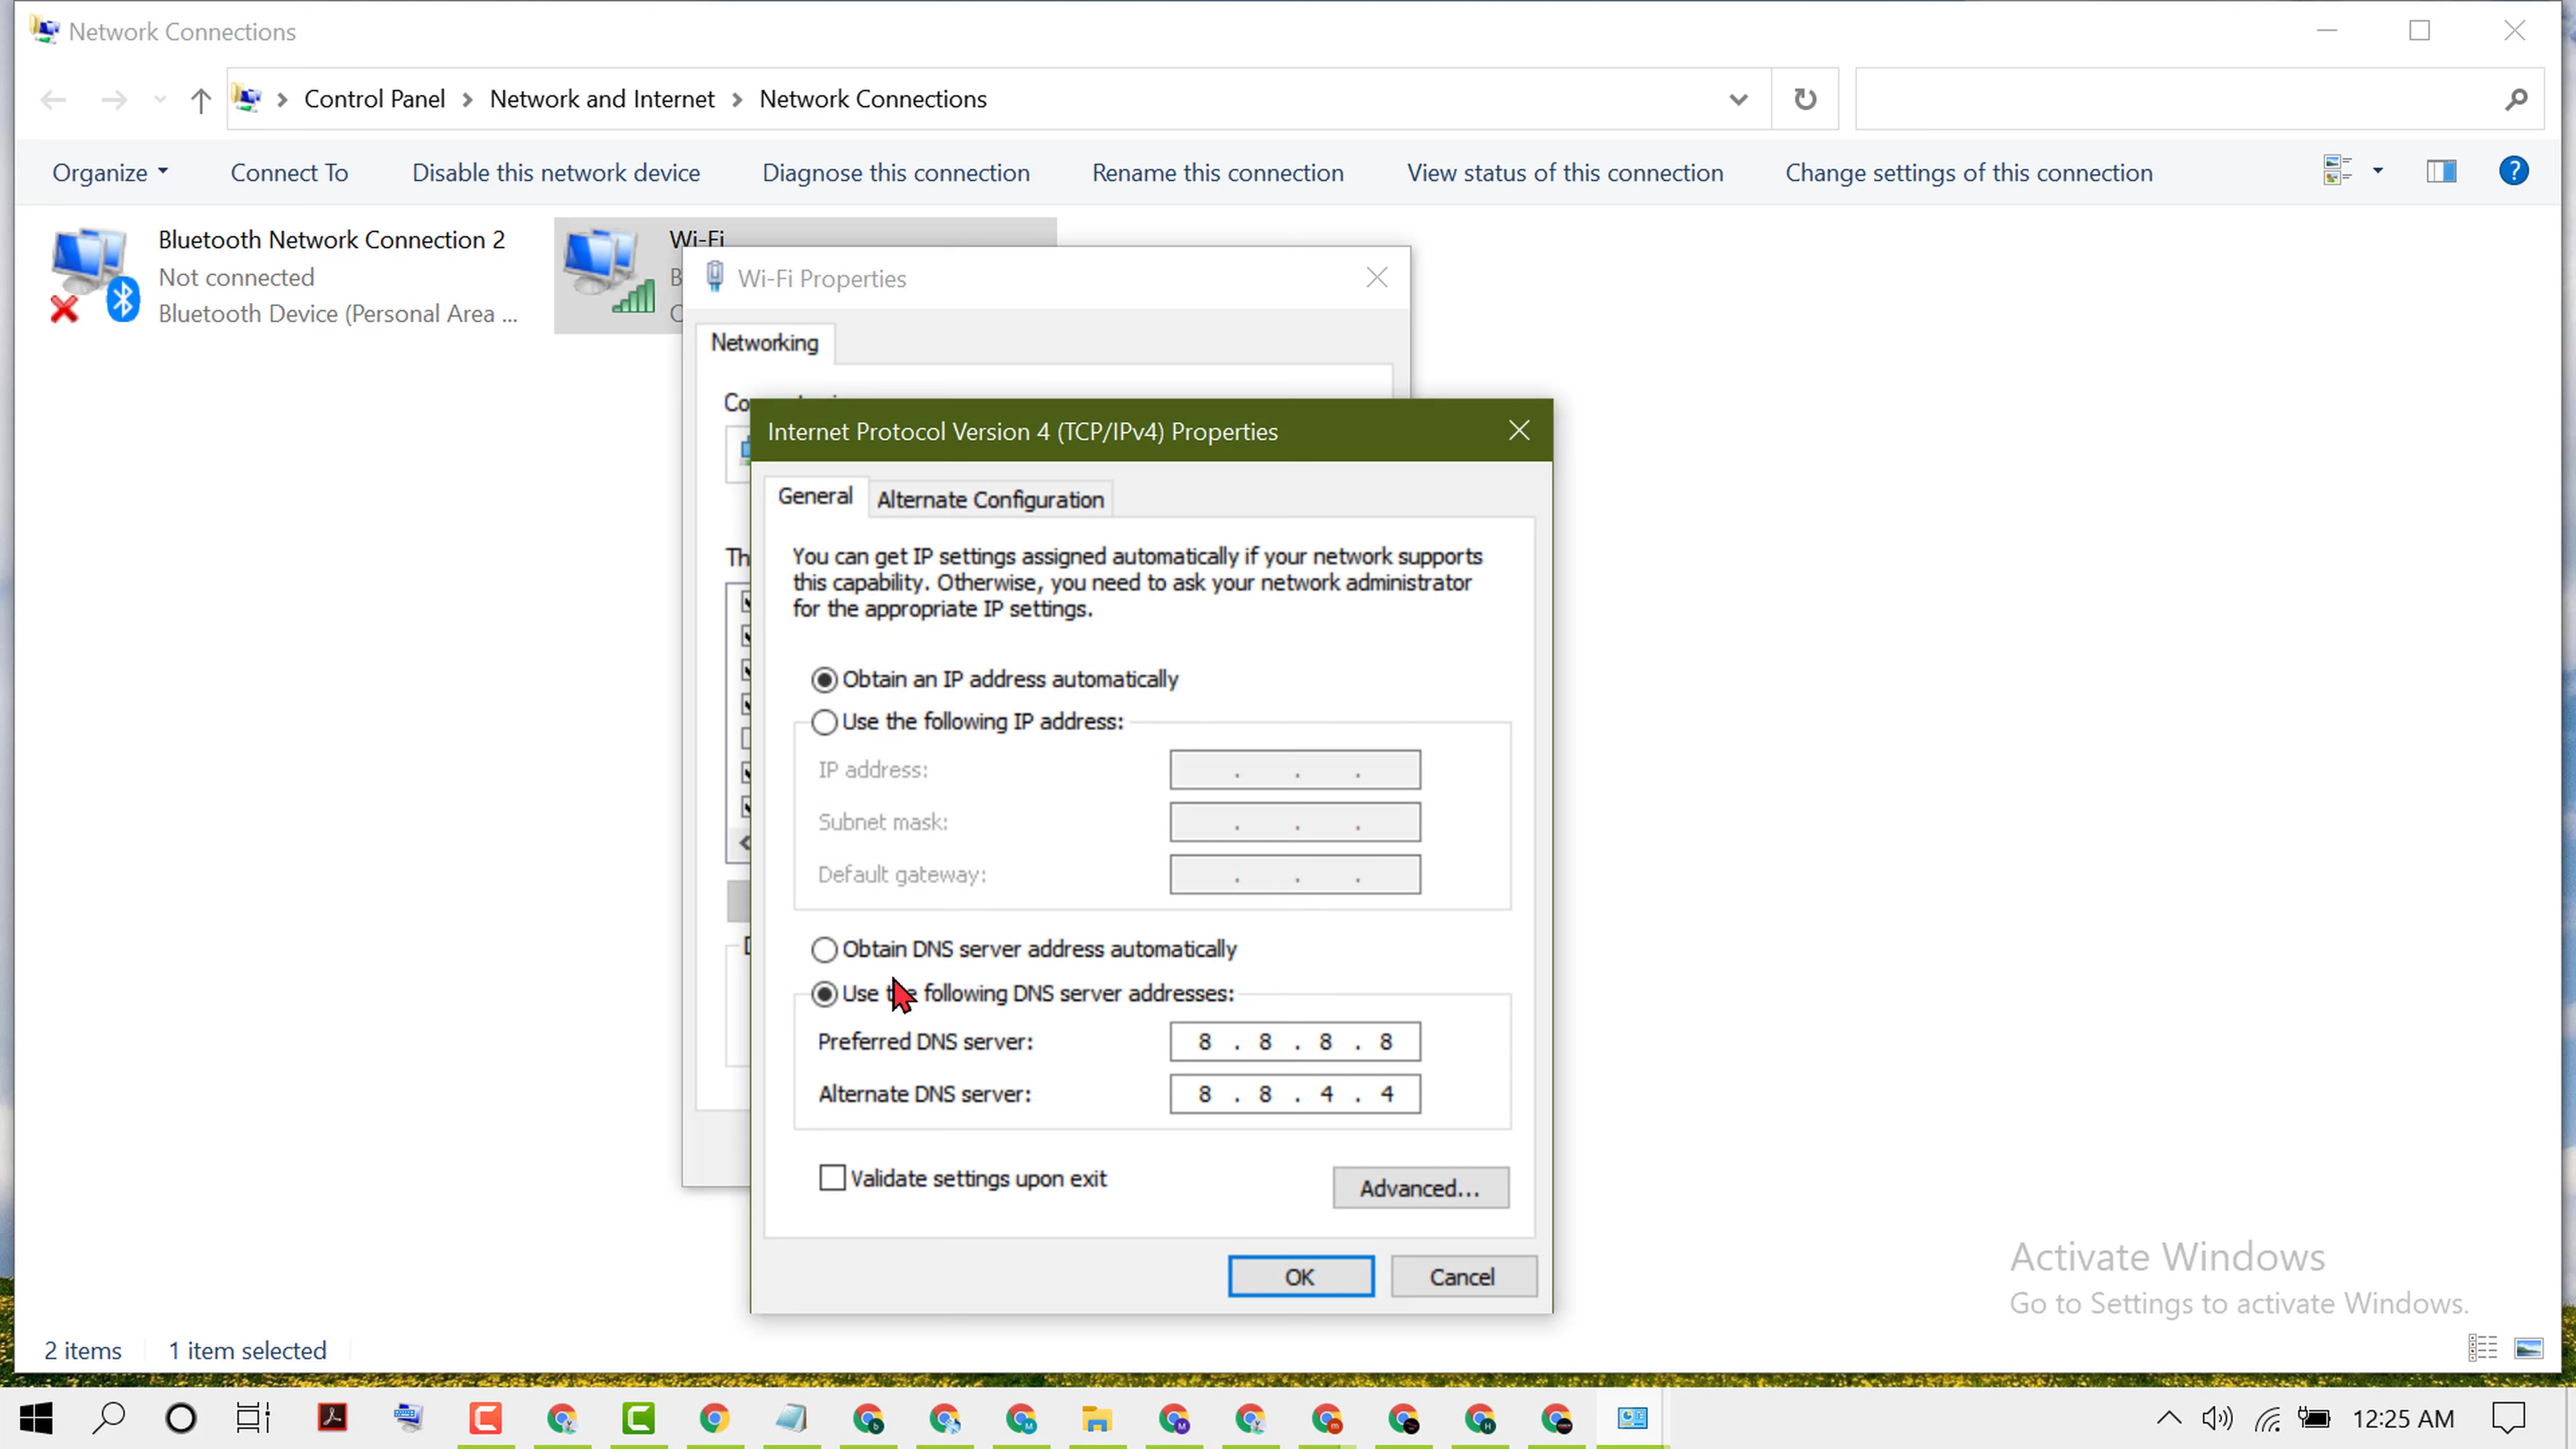 Network Connections
Control Panel > Network and Internet > Network Connections
Organize
Connect To
Disable this network device
Diagnose this connection
Rename this connection
View status of this connection
Change settings of this connection
Bluetooth Network Connection 2
Not connected
Bluetooth Device (Personal Area ...
Wi-Fi
Wi-Fi Properties
Networking
Internet Protocol Version 4 (TCP/IPv4) Properties
General
Alternate Configuration
You can get IP settings assigned automatically if your network supports
this capability. Otherwise, you need to ask your network administrator
for the appropriate IP settings.
Obtain an IP address automatically
Use the following IP address:
IP address:
Subnet mask:
Default gateway:
Obtain DNS server address automatically
Use the following DNS server addresses:
Preferred DNS server: 8 . 8 . 8 . 8
Alternate DNS server: 8 . 8 . 4 . 4
Validate settings upon exit
Advanced...
OK
Cancel
Activate Windows
Go to Settings to activate Windows.
2 items
1 item selected
12:25 AM